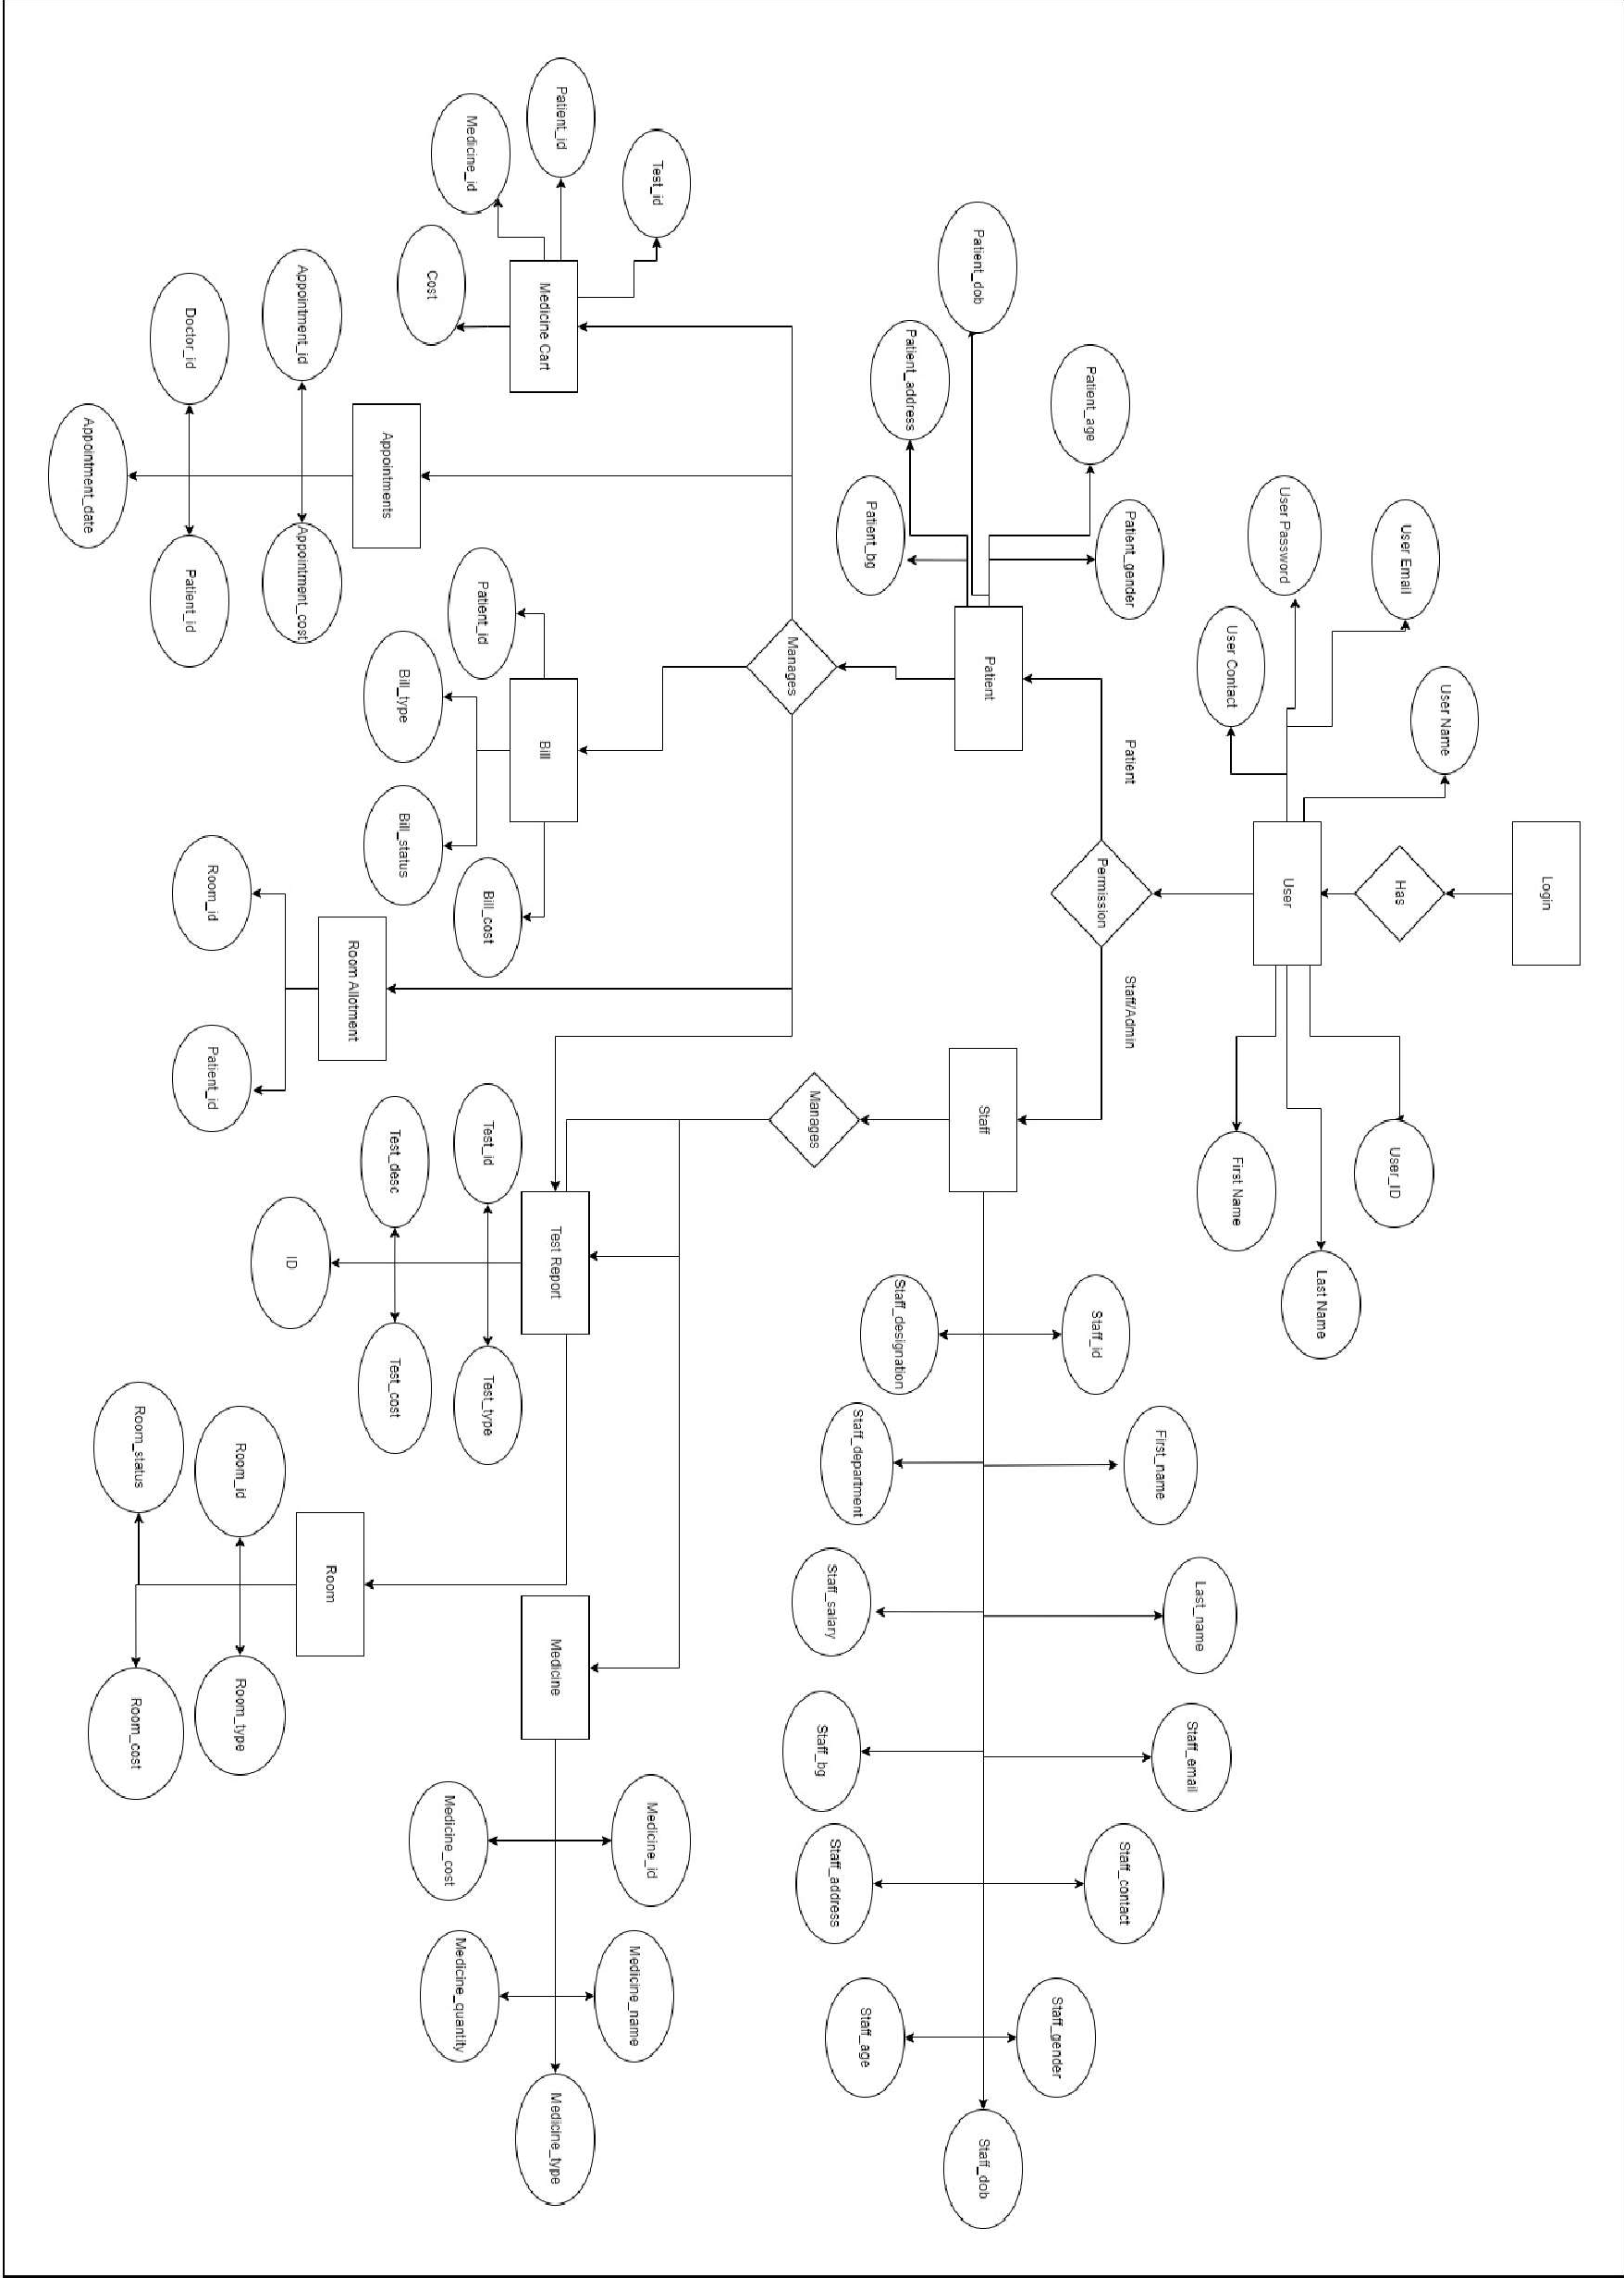 Login
Has
User
User Name
User Email
User Password
User Contact
User_ID
Last Name
First Name
Permission
Patient
Staff/Admin
Patient
Patient_gender
Patient_age
Patient_dob
Patient_address
Patient_bg
Staff
Staff_id
First_name
Last_name
Staff_email
Staff_contact
Staff_gender
Staff_dob
Staff_designation
Staff_department
Staff_salary
Staff_bg
Staff_address
Staff_age
Manages
Manages
Medicine Cart
Test_id
Patient_id
Medicine_id
Cost
Appointments
Appointment_id
Appointment_cost
Doctor_id
Patient_id
Appointment_date
Bill
Patient_id
Bill_type
Bill_status
Bill_cost
Room Allotment
Room_id
Patient_id
Test Report
Test_id
Test_type
Test_desc
Test_cost
ID
Room
Room_id
Room_type
Room_status
Room_cost
Medicine
Medicine_id
Medicine_name
Medicine_type
Medicine_cost
Medicine_quantity